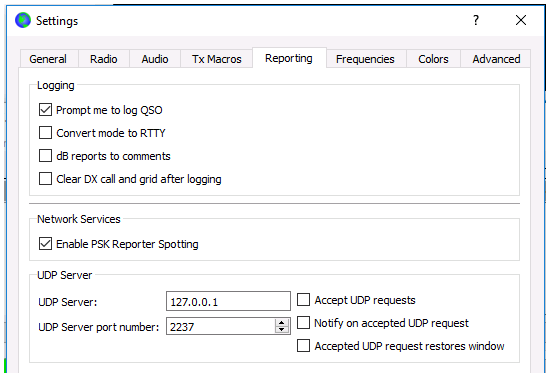 Settings
General Radio Audio Tx Macros Reporting Frequencies Colors Advanced
Logging
Prompt me to log QSO
Convert mode to RTTY
dB reports to comments
Clear DX call and grid after logging
Network Services
Enable PSK Reporter Spotting
UDP Server
UDP Server: 127.0.0.1 Accept UDP requests
UDP Server port number: 2237 Notify on accepted UDP request
Accepted UDP request restores window